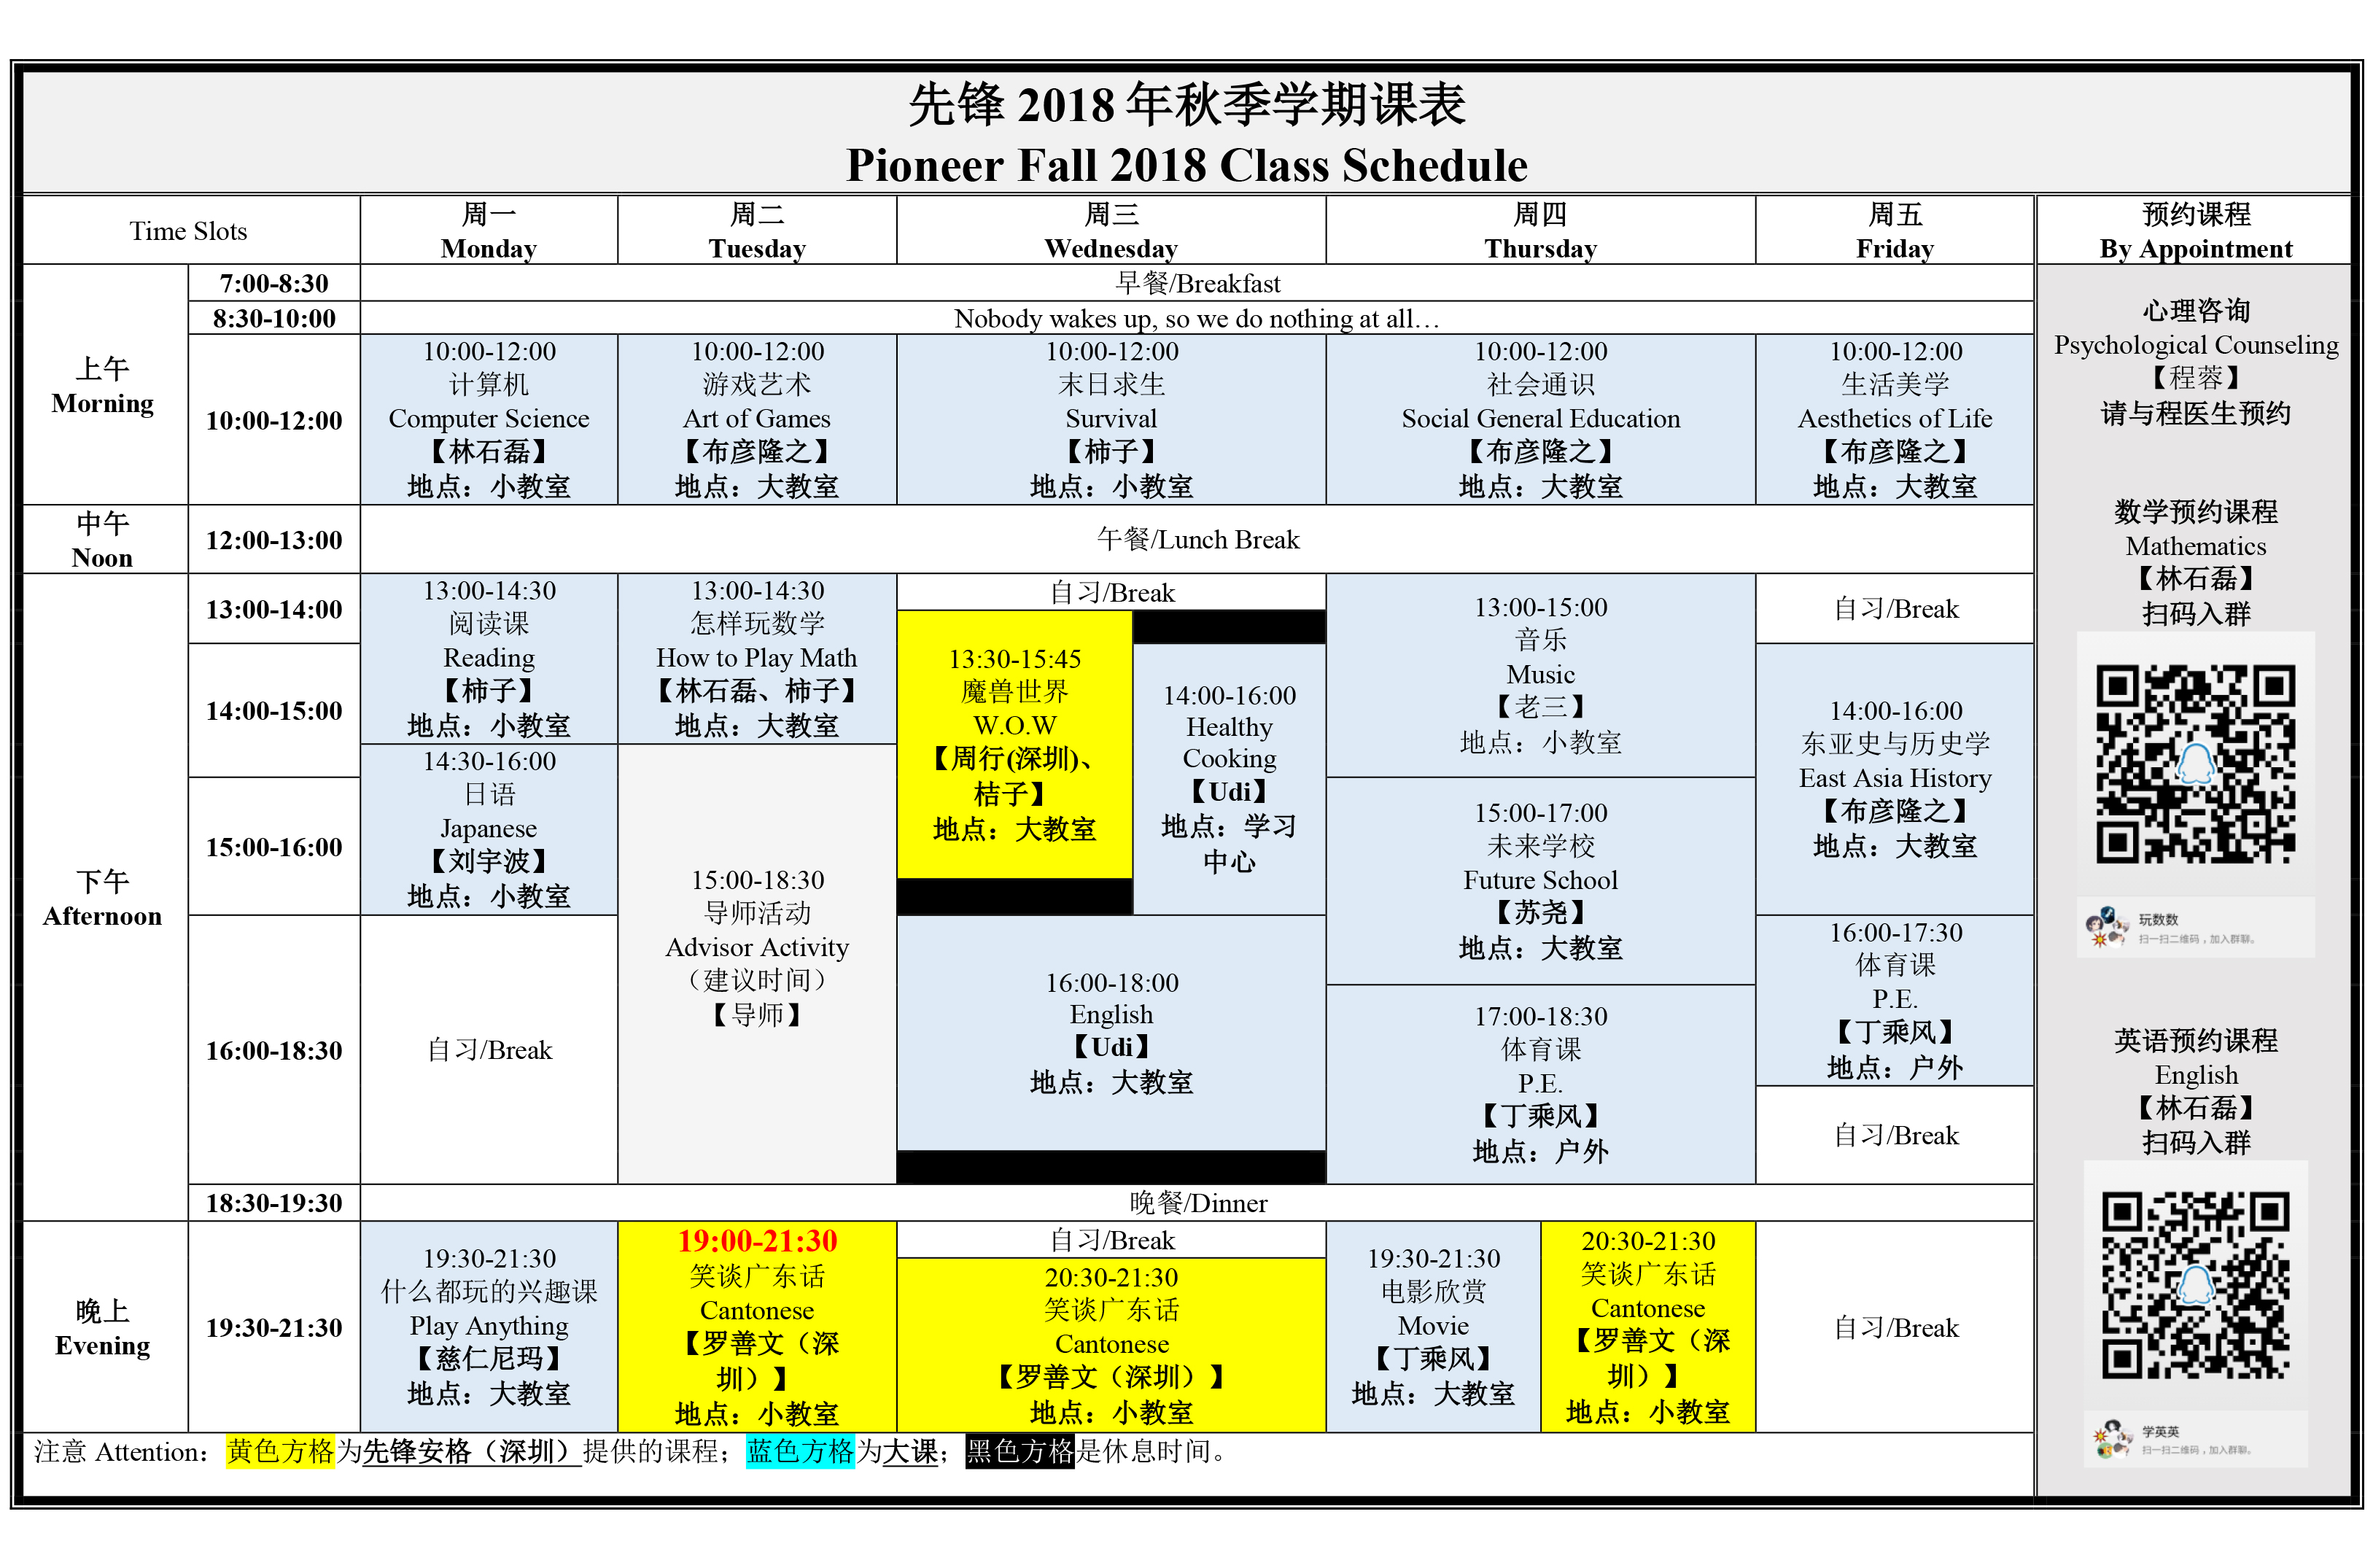 先锋 2018 年秋季学期课表
Pioneer Fall 2018 Class Schedule
Time Slots
周一
Monday
周二
Tuesday
周三
Wednesday
周四
Thursday
周五
Friday
预约课程
By Appointment
上午
Morning
7:00-8:30
早餐/Breakfast
8:30-10:00
Nobody wakes up, so we do nothing at all…
10:00-12:00
10:00-12:00
计算机
Computer Science
【林石磊】
地点：小教室
10:00-12:00
游戏艺术
Art of Games
【布彦隆之】
地点：大教室
10:00-12:00
末日求生
Survival
【柿子】
地点：小教室
10:00-12:00
社会通识
Social General Education
【布彦隆之】
地点：大教室
10:00-12:00
生活美学
Aesthetics of Life
【布彦隆之】
地点：大教室
中午
Noon
12:00-13:00
午餐/Lunch Break
下午
Afternoon
13:00-14:00
14:00-15:00
15:00-16:00
16:00-18:30
13:00-14:30
阅读课
Reading
【柿子】
地点：小教室
14:30-16:00
日语
Japanese
【刘宇波】
地点：小教室
自习/Break
13:00-14:30
怎样玩数学
How to Play Math
【林石磊、柿子】
地点：大教室
15:00-18:30
导师活动
Advisor Activity
（建议时间）
【导师】
自习/Break
13:30-15:45
魔兽世界
W.O.W
【周行(深圳)、
桔子】
地点：大教室
14:00-16:00
Healthy
Cooking
【Udi】
地点：学习
中心
16:00-18:00
English
【Udi】
地点：大教室
13:00-15:00
音乐
Music
【老三】
地点：小教室
15:00-17:00
未来学校
Future School
【苏尧】
地点：大教室
17:00-18:30
体育课
P.E.
【丁乘风】
地点：户外
自习/Break
14:00-16:00
东亚史与历史学
East Asia History
【布彦隆之】
地点：大教室
16:00-17:30
体育课
P.E.
【丁乘风】
地点：户外
自习/Break
18:30-19:30
晚餐/Dinner
晚上
Evening
19:30-21:30
19:30-21:30
什么都玩的兴趣课
Play Anything
【慈仁尼玛】
地点：大教室
19:00-21:30
笑谈广东话
Cantonese
【罗善文（深
圳）】
地点：小教室
自习/Break
20:30-21:30
笑谈广东话
Cantonese
【罗善文（深圳）】
地点：小教室
19:30-21:30
电影欣赏
Movie
【丁乘风】
地点：大教室
20:30-21:30
笑谈广东话
Cantonese
【罗善文（深
圳）】
地点：小教室
自习/Break
心理咨询
Psychological Counseling
【程蓉】
请与程医生预约
数学预约课程
Mathematics
【林石磊】
扫码入群
玩数数
扫一扫二维码，加入群聊。
英语预约课程
English
【林石磊】
扫码入群
学英英
扫一扫二维码，加入群聊。
注意 Attention：黄色方格为先锋安格（深圳）提供的课程；蓝色方格为大课；黑色方格是休息时间。